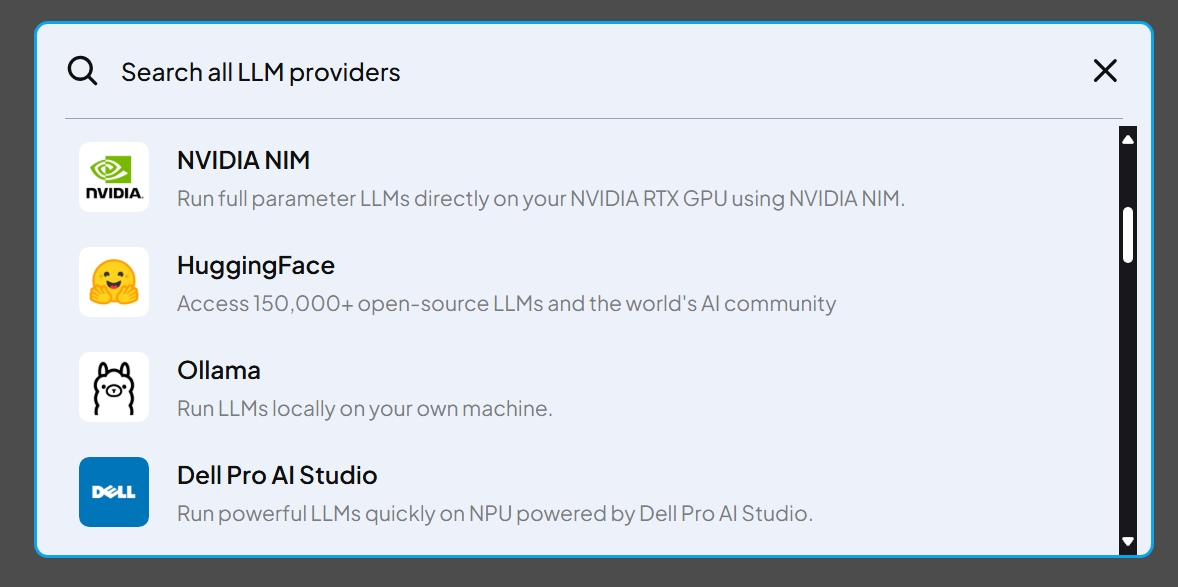 Search all LLM providers
NVIDIA NIM
NVIDIA.
Run full parameter LLMs directly on your NVIDIA RTX GPU using NVIDIA NIM.
HuggingFace
Access 150,000+ open-source LLMs and the world's AI community
Ollama
Run LLMs locally on your own machine.
Dell Pro AI Studio
DELL
Run powerful LLMs quickly on NPU powered by Dell Pro AI Studio.